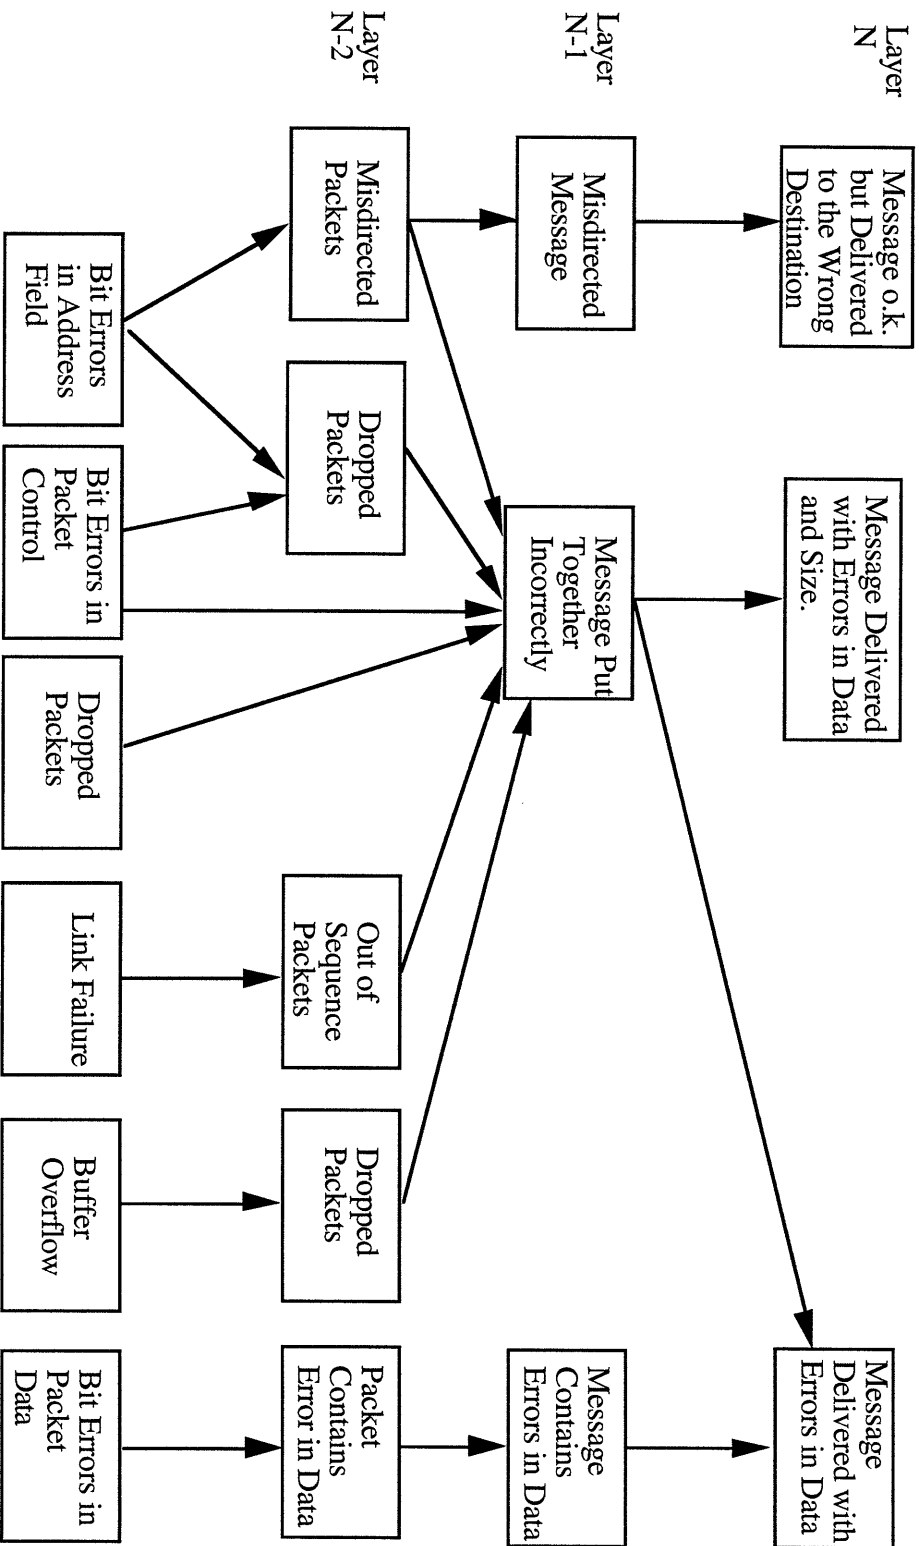 Layer
N
Message o.k.
but Delivered
to the Wrong
Destination
Message Delivered
with Errors in Data
and Size.
Message
Delivered with
Errors in Data
Layer
N-1
Misdirected
Message
Message Put
Together
Incorrectly
Message
Contains
Errors in Data
Layer
N-2
Misdirected
Packets
Dropped
Packets
Out of
Sequence
Packets
Dropped
Packets
Packet
Contains
Error in Data
Bit Errors
in Address
Field
Bit Errors in
Packet
Control
Dropped
Packets
Link Failure
Buffer
Overflow
Bit Errors in
Packet
Data